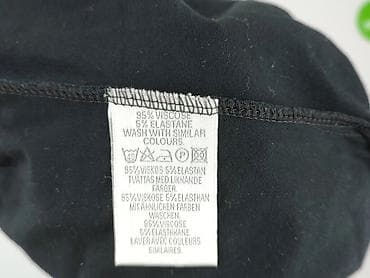 95% VISCOSE
5% ELASTANE
WASH WITH SIMILAR
COLOURS.
P
95% VISKOS 5% ELASTAN
TVÄTTAS MED LIKNANDE
FÄRGER.
95% VISKOSE 5% ELASTHAN
MIT ÄHNLICHEN FARBEN
WASCHEN.
95% VISCOSE
5% ELASTHANNE
LAVER AVEC COULEURS
SIMILAIRES.